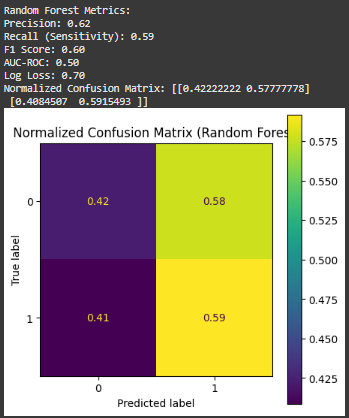 Random Forest Metrics:
Precision: 0.62
Recall (Sensitivity): 0.59
F1 Score: 0.60
AUC-ROC: 0.50
Log Loss: 0.70
Normalized Confusion Matrix: [[0.42222222 0.57777778]
[0.4084507  0.5915493 ]]
Normalized Confusion Matrix (Random Fores
0.42
0.58
0.41
0.59
0
1
True label
0
1
Predicted label
0.575
0.550
0.525
0.500
0.475
0.450
0.425